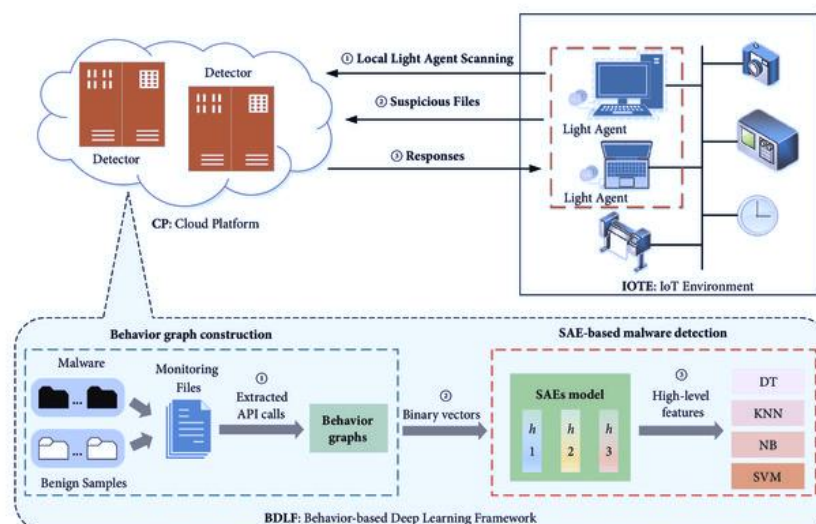 ① Local Light Agent Scanning
Detector
② Suspicious Files
Light Agent
Detector
③ Responses
Light Agent
CP: Cloud Platform
IOTE: IoT Environment
Behavior graph construction
SAE-based malware detection
Malware
Monitoring
Files
①
Extracted
API calls
Behavior
graphs
②
Binary vectors
SAEs model
h
1
h
2
h
3
③
High-level
features
DT
KNN
NB
SVM
Benign Samples
BDLF: Behavior-based Deep Learning Framework